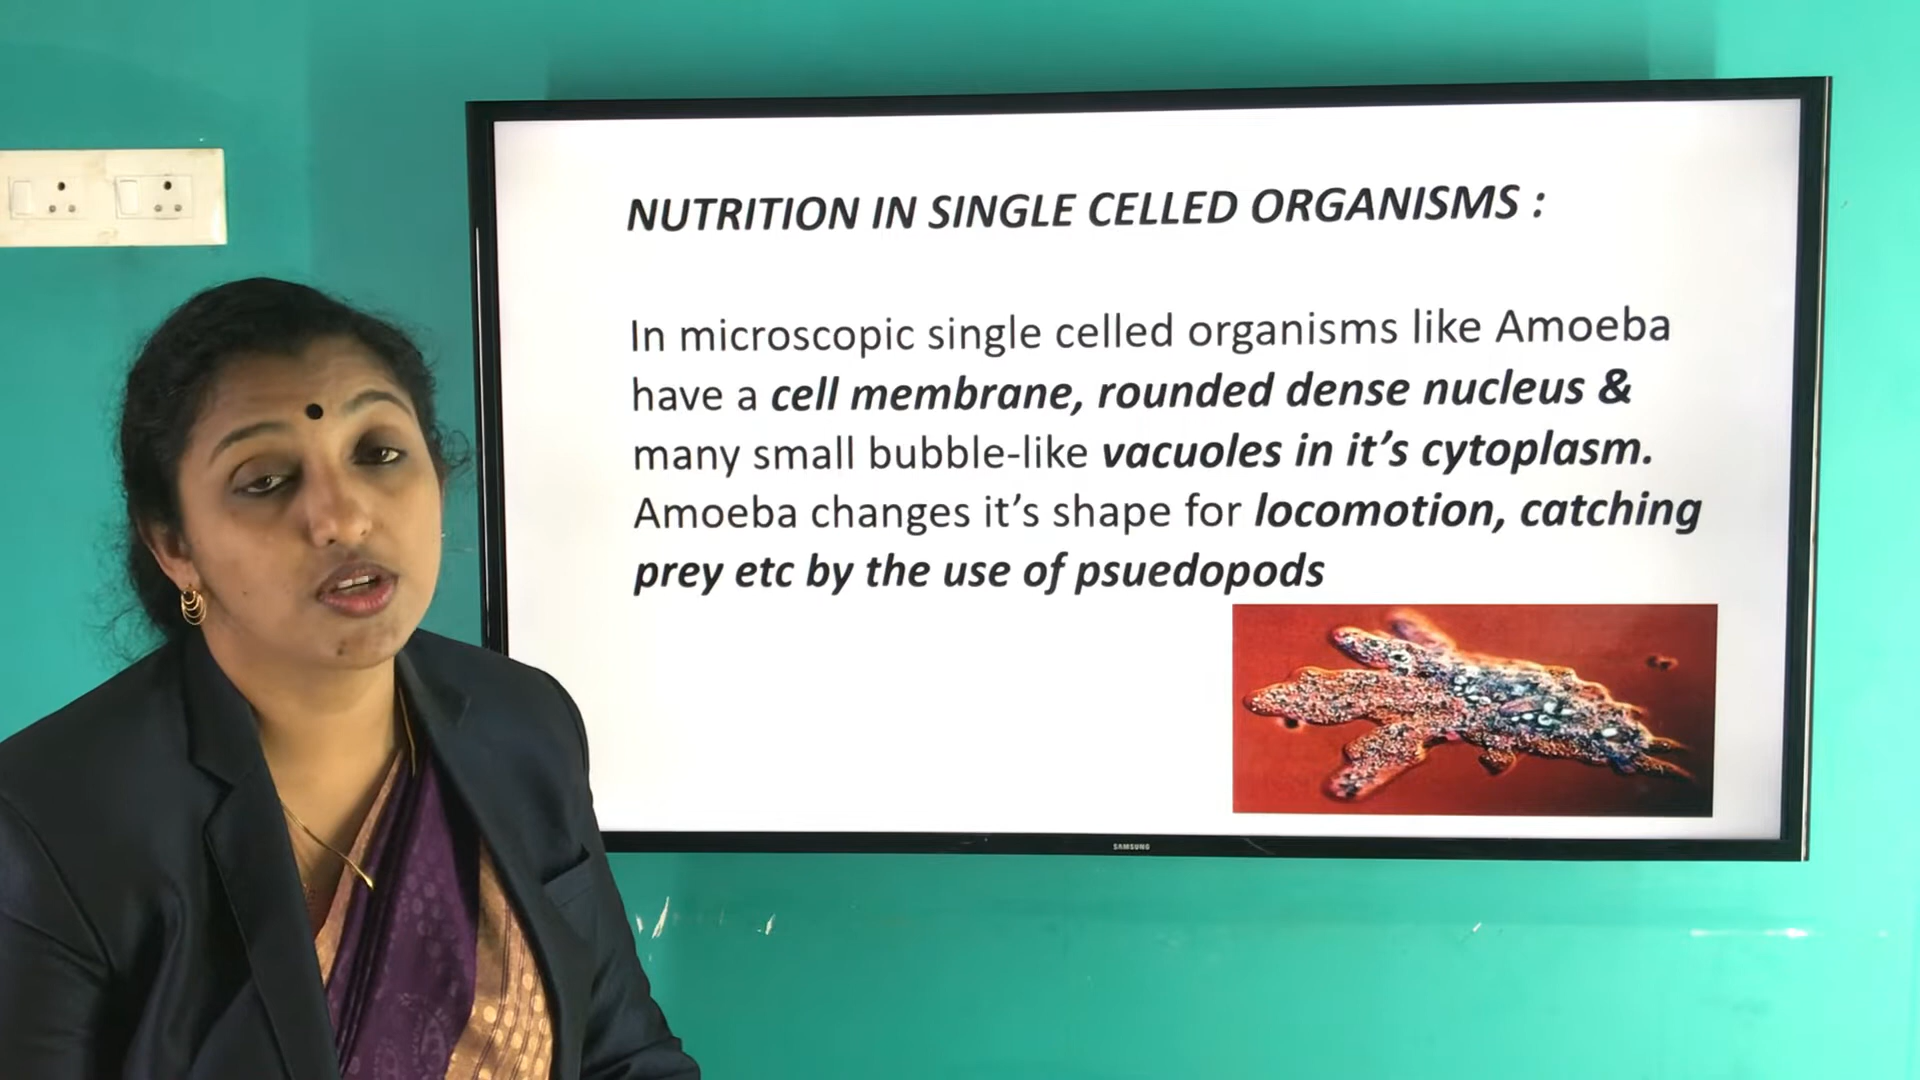 NUTRITION IN SINGLE CELLED ORGANISMS :
In microscopic single celled organisms like Amoeba
have a cell membrane, rounded dense nucleus &
many small bubble-like vacuoles in it’s cytoplasm.
Amoeba changes it’s shape for locomotion, catching
prey etc by the use of psuedopods
SAMSUNG